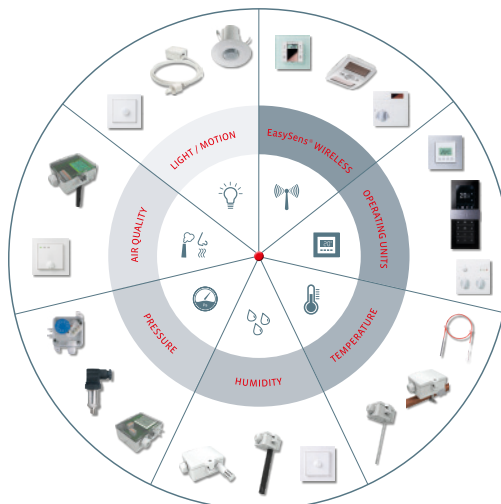 LIGHT / MOTION
EasySens® WIRELESS
AIR QUALITY
OPERATING UNITS
PRESSURE
TEMPERATURE
HUMIDITY